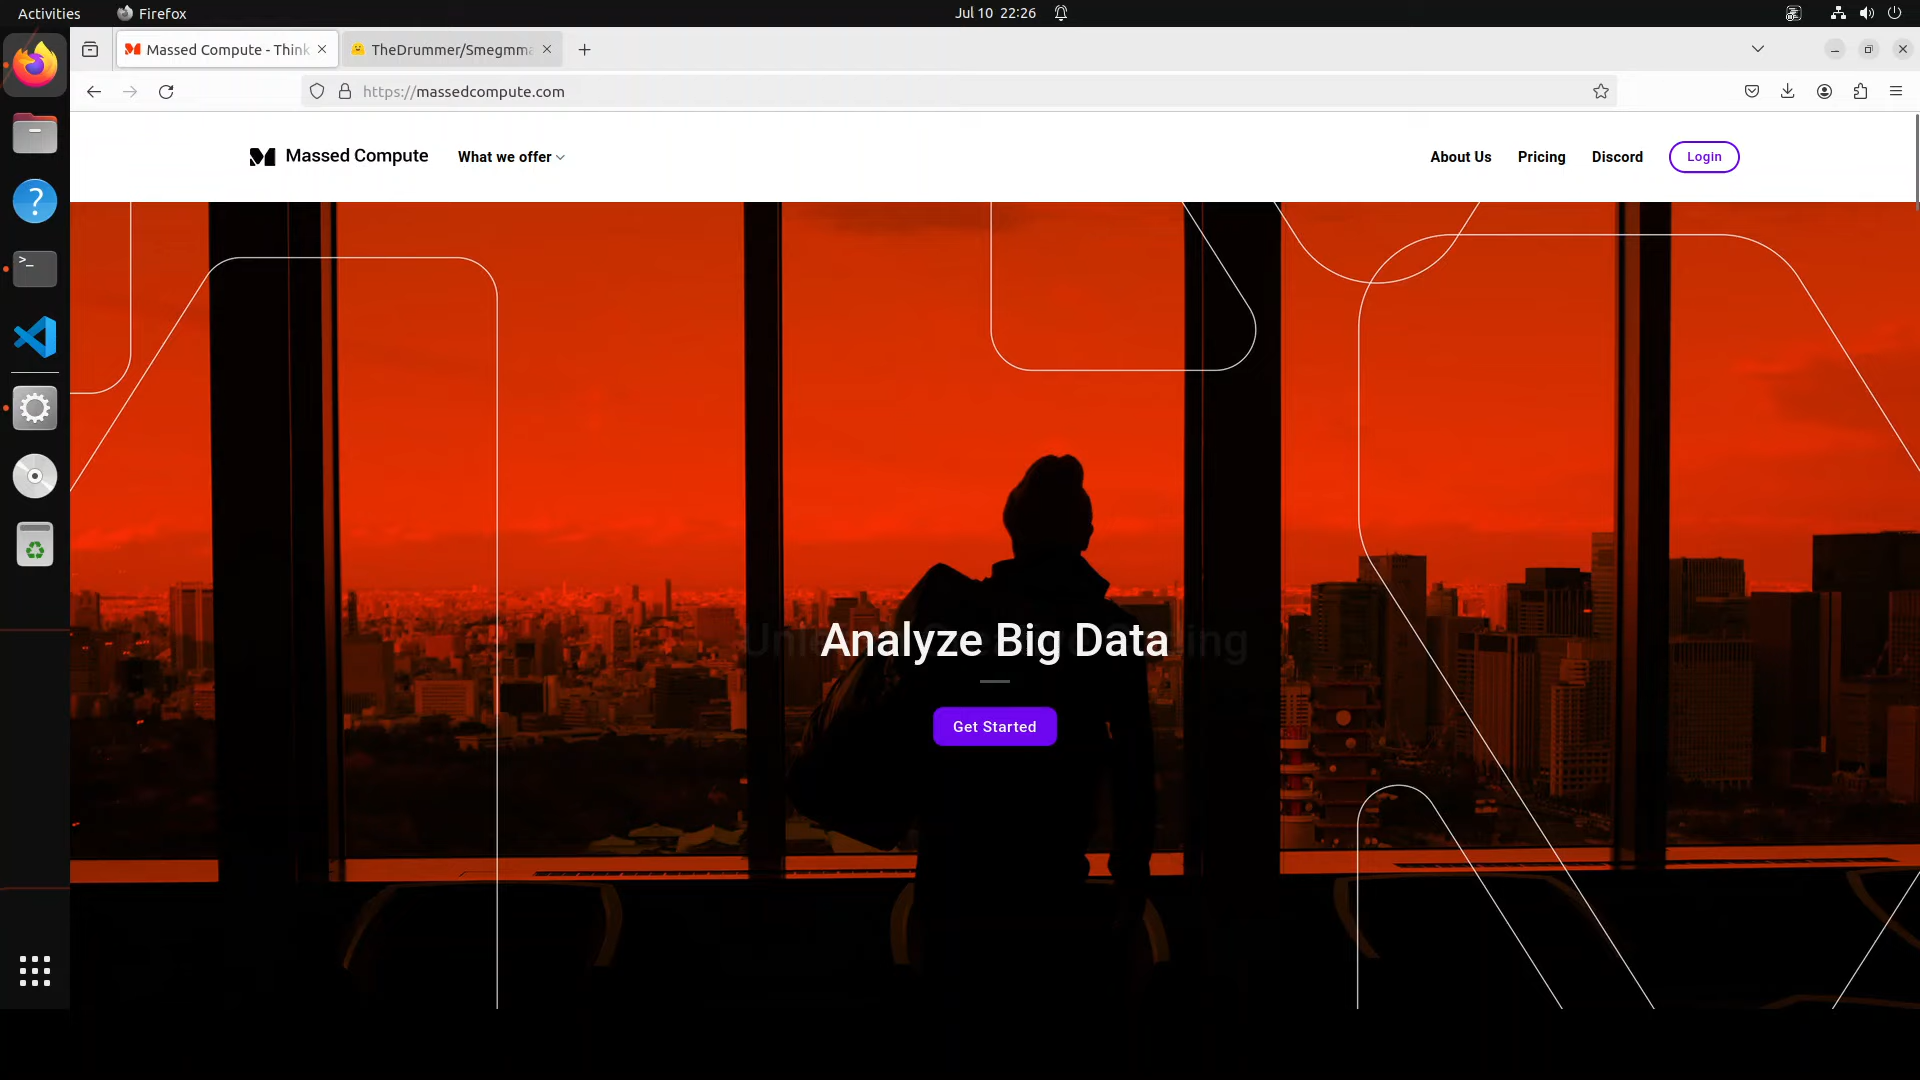 Activities
Firefox
Jul 10 22:26
Massed Compute - Think
TheDrummer/Smegmma
https://massedcompute.com
Massed Compute
What we offer
About Us
Pricing
Discord
Login
Analyze Big Data
Get Started